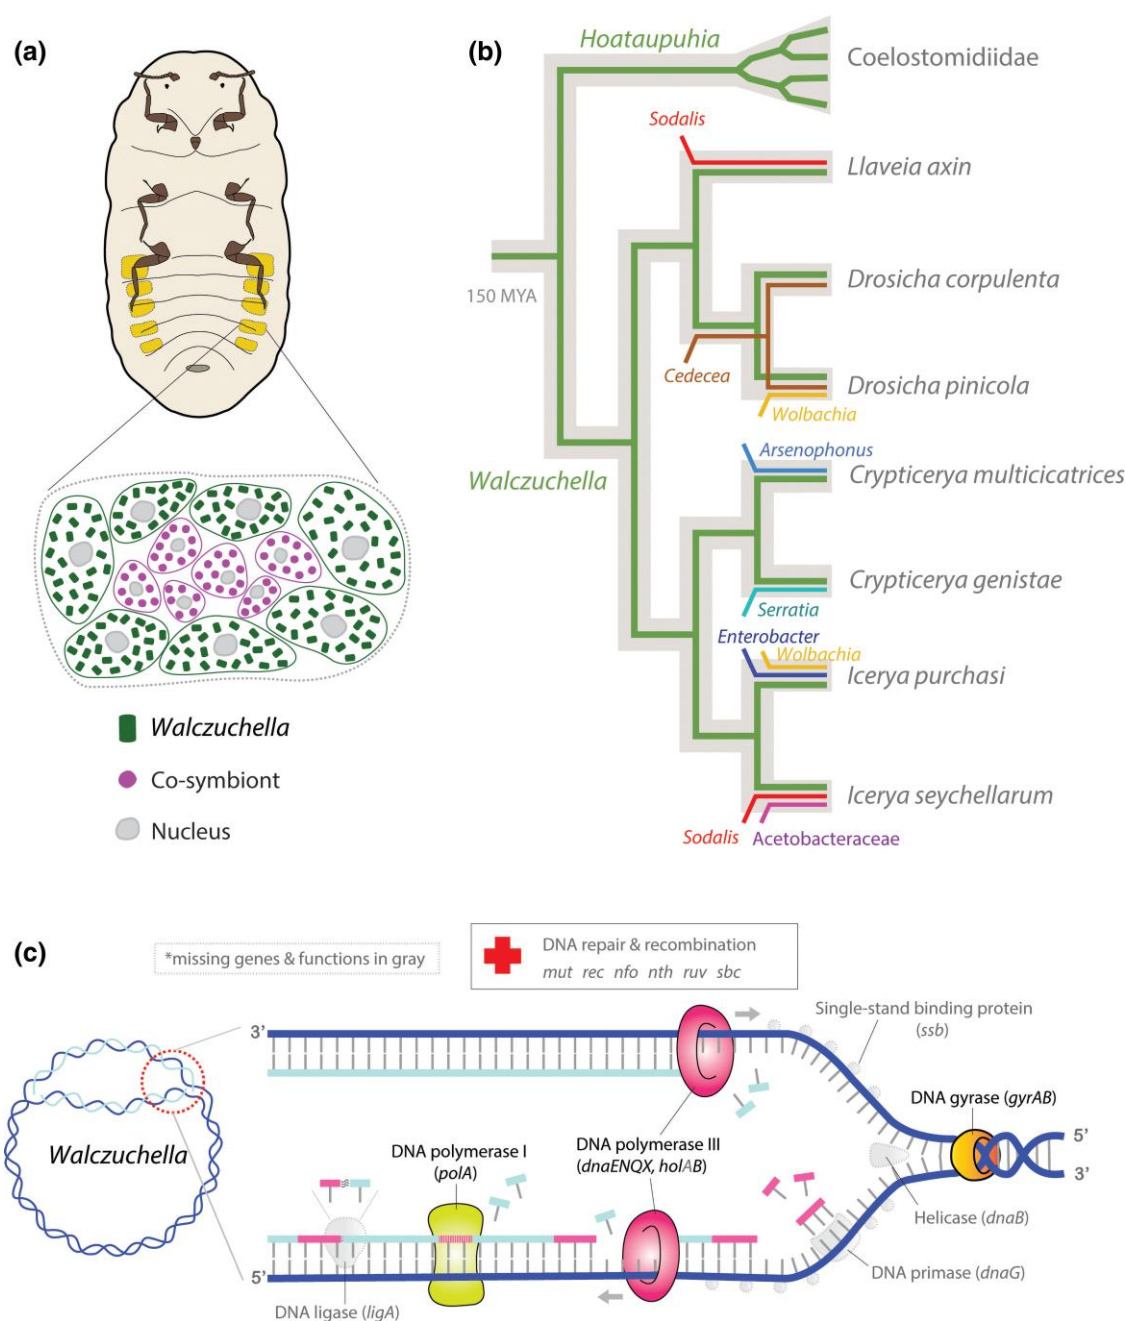 (a)
Walczuchella
Co-symbiont
Nucleus
(b)
Hoataupuhia
Coelostomidiidae
Sodalis
Llaveia axin
150 MYA
Drosicha corpulenta
Cedecea
Drosicha pinicola
Wolbachia
Arsenophonus
Walczuchella
Crypticerya multicicatrices
Crypticerya genistae
Serratia
Enterobacter
Wolbachia
Icerya purchasi
Icerya seychellarum
Sodalis
Acetobacteraceae
(c)
*missing genes & functions in gray
DNA repair & recombination
mut rec nfo nth ruv sbc
3’
Single-stand binding protein
(ssb)
DNA gyrase (gyrAB)
Walczuchella
DNA polymerase I
(polA)
DNA polymerase III
(dnaENQX, holAB)
5’
3’
Helicase (dnaB)
DNA primase (dnaG)
5’
DNA ligase (ligA)